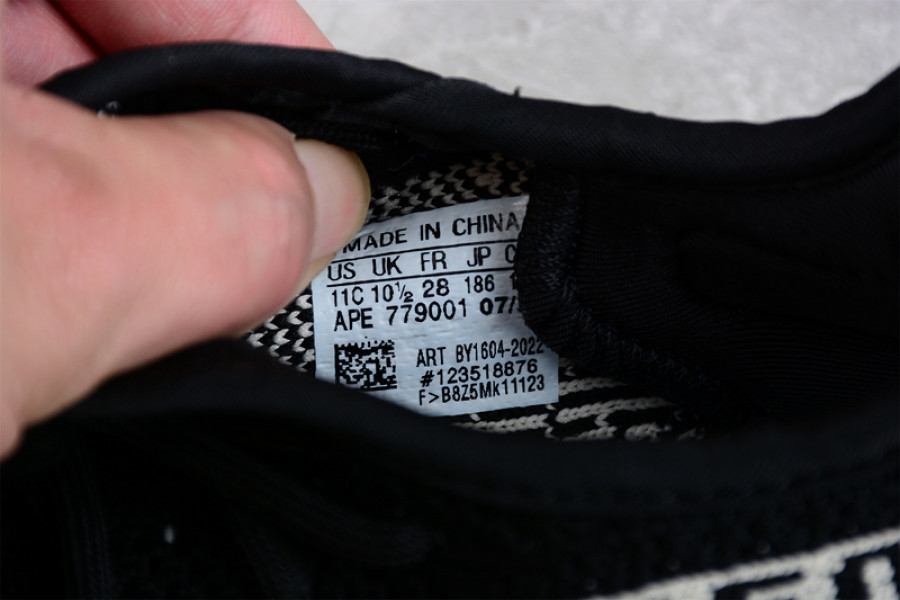 MADE IN CHINA
US UK FR JP
11C 10½ 28 186
APE 779001 07/
ART BY1604-2022
#123518876
F>B8Z5Mk11123